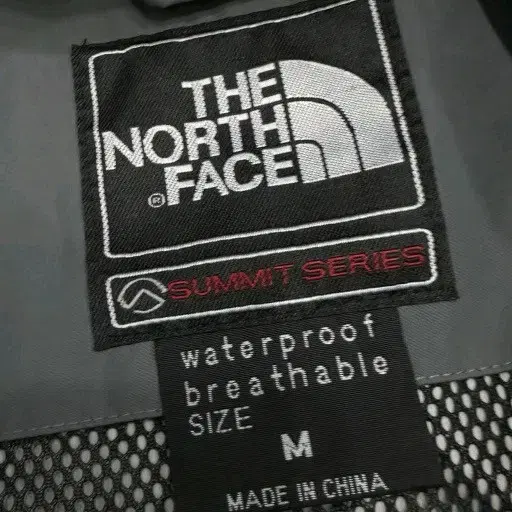 THE
NORTH
FACE
®
SUMMIT SERIES
waterproof
breathable
SIZE
M
MADE IN CHINA